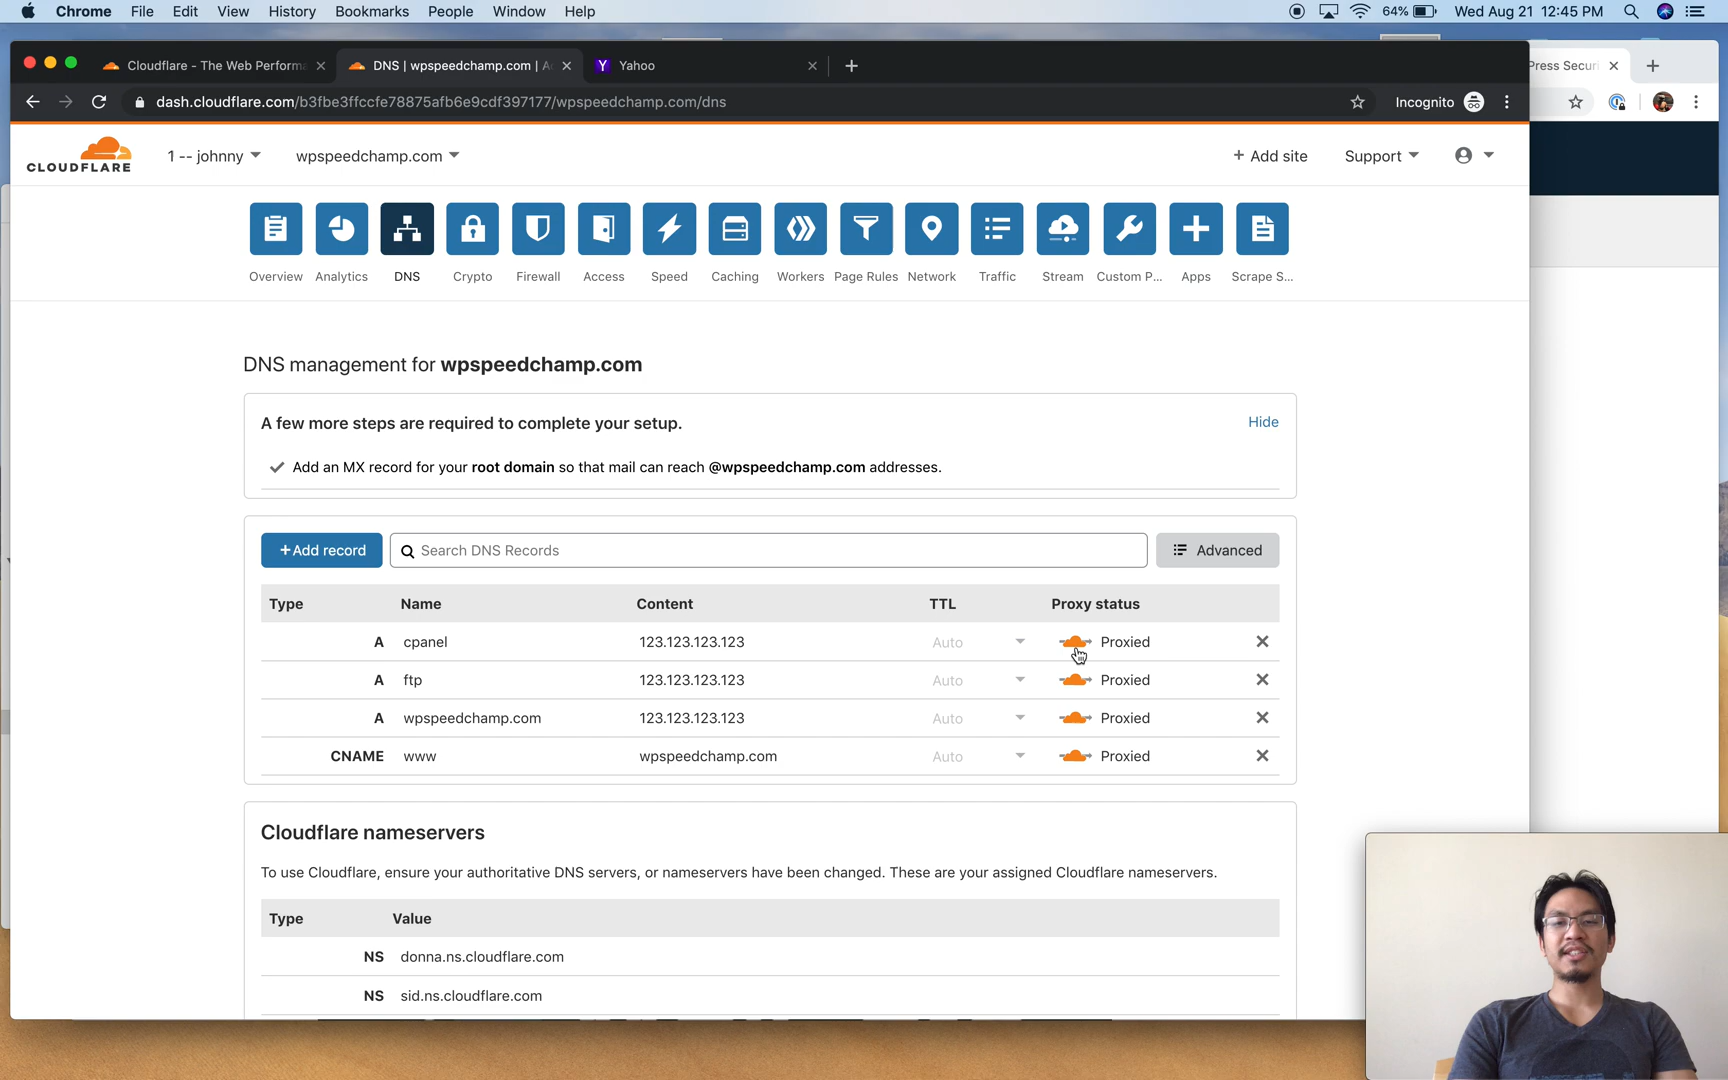 Chrome File Edit View History Bookmarks People Window Help 64% Wed Aug 21 12:45 PM
Cloudflare - The Web Performa DNS | wpspeedchamp.com | Ac Yahoo Press Securi
dash.cloudflare.com/b3fbe3ffccfe78875afb6e9cdf397177/wpspeedchamp.com/dns Incognito
CLOUDFLARE 1 -- johnny wpspeedchamp.com + Add site Support
Overview Analytics DNS Crypto Firewall Access Speed Caching Workers Page Rules Network Traffic Stream Custom P... Apps Scrape S...
DNS management for wpspeedchamp.com
A few more steps are required to complete your setup. Hide
Add an MX record for your root domain so that mail can reach @wpspeedchamp.com addresses.
+Add record Search DNS Records Advanced
Type Name Content TTL Proxy status
A cpanel 123.123.123.123 Auto Proxied
A ftp 123.123.123.123 Auto Proxied
A wpspeedchamp.com 123.123.123.123 Auto Proxied
CNAME www wpspeedchamp.com Auto Proxied
Cloudflare nameservers
To use Cloudflare, ensure your authoritative DNS servers, or nameservers have been changed. These are your assigned Cloudflare nameservers.
Type Value
NS donna.ns.cloudflare.com
NS sid.ns.cloudflare.com